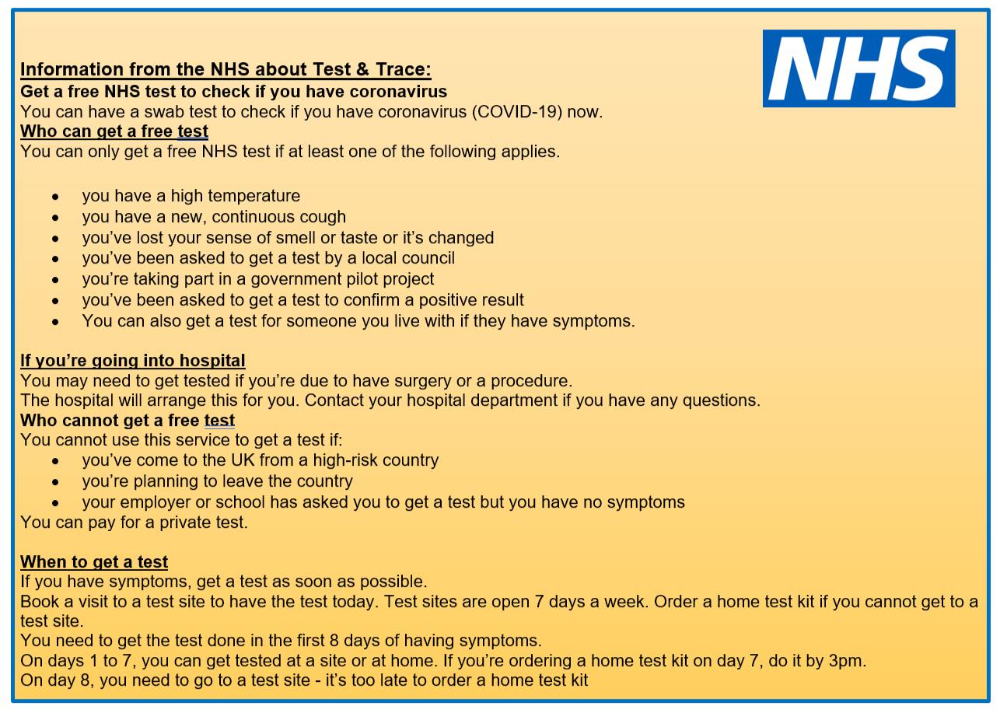 NHS
Information from the NHS about Test & Trace:
Get a free NHS test to check if you have coronavirus
You can have a swab test to check if you have coronavirus (COVID-19) now.
Who can get a free test
You can only get a free NHS test if at least one of the following applies.
• you have a high temperature
• you have a new, continuous cough
• you’ve lost your sense of smell or taste or it’s changed
• you’ve been asked to get a test by a local council
• you’re taking part in a government pilot project
• you’ve been asked to get a test to confirm a positive result
• You can also get a test for someone you live with if they have symptoms.
If you’re going into hospital
You may need to get tested if you’re due to have surgery or a procedure.
The hospital will arrange this for you. Contact your hospital department if you have any questions.
Who cannot get a free test
You cannot use this service to get a test if:
• you’ve come to the UK from a high-risk country
• you’re planning to leave the country
• your employer or school has asked you to get a test but you have no symptoms
You can pay for a private test.
When to get a test
If you have symptoms, get a test as soon as possible.
Book a visit to a test site to have the test today. Test sites are open 7 days a week. Order a home test kit if you cannot get to a
test site.
You need to get the test done in the first 8 days of having symptoms.
On days 1 to 7, you can get tested at a site or at home. If you’re ordering a home test kit on day 7, do it by 3pm.
On day 8, you need to go to a test site - it’s too late to order a home test kit